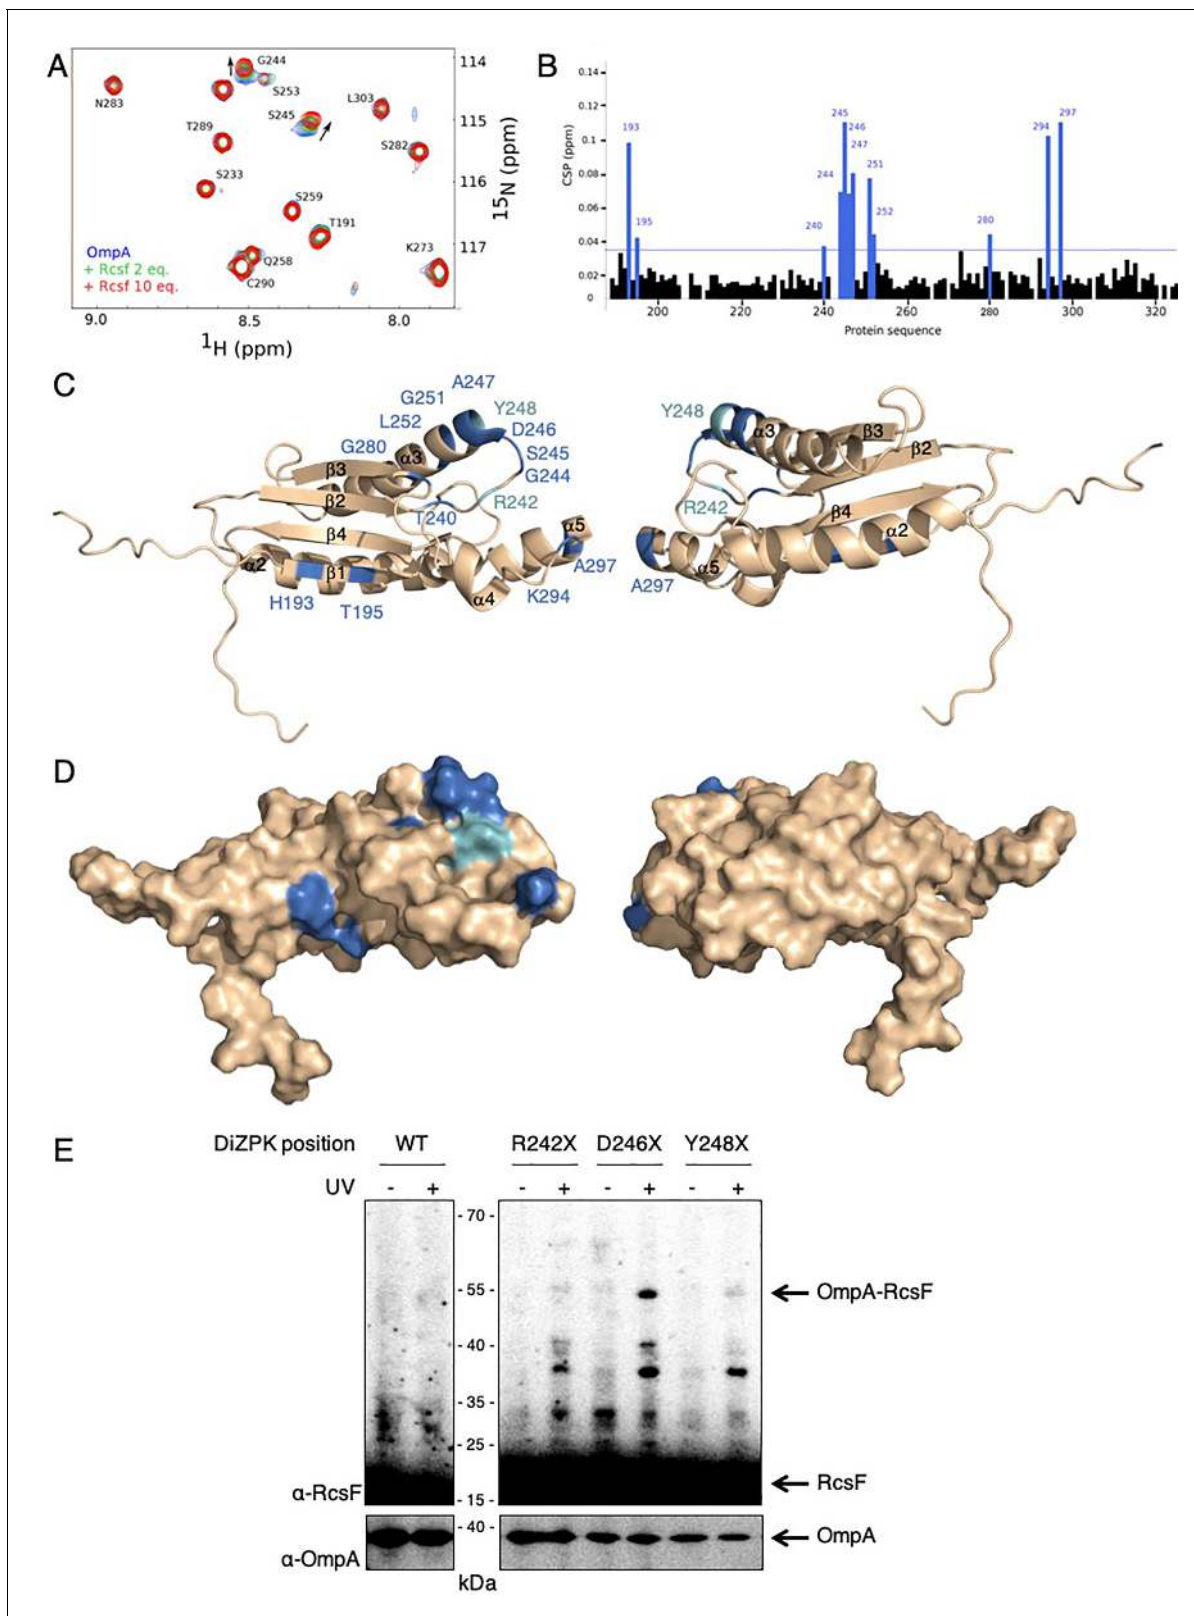 A
G244
S253
N283
L303
S245
T289
S282
S233
S259
T191
Q258
C290
K273
OmpA
+ Rcsf 2 eq.
+ Rcsf 10 eq.
114
115
116
117
15N (ppm)
9.0
8.5
8.0
1H (ppm)
B
0.14
0.12
0.1
0.08
0.06
0.04
0.02
0
CSP (ppm)
193
195
240
244
245
246
247
251
252
280
294
297
200
220
240
260
280
300
320
Protein sequence
C
A247
G251
Y248
L252
D246
G280
S245
G244
R242
T240
α3
β3
β2
β4
α2
β1
α5
α4
A297
K294
H193
T195
Y248
α3
β3
β2
R242
β4
α2
A297
α5
D
E
DiZPK position WT R242X D246X Y248X
UV - + - + - + - +
- 70 -
- 55 -
OmpA-RcsF
- 40 -
- 35 -
- 25 -
RcsF
α-RcsF
- 15 -
- 40 -
OmpA
α-OmpA
kDa